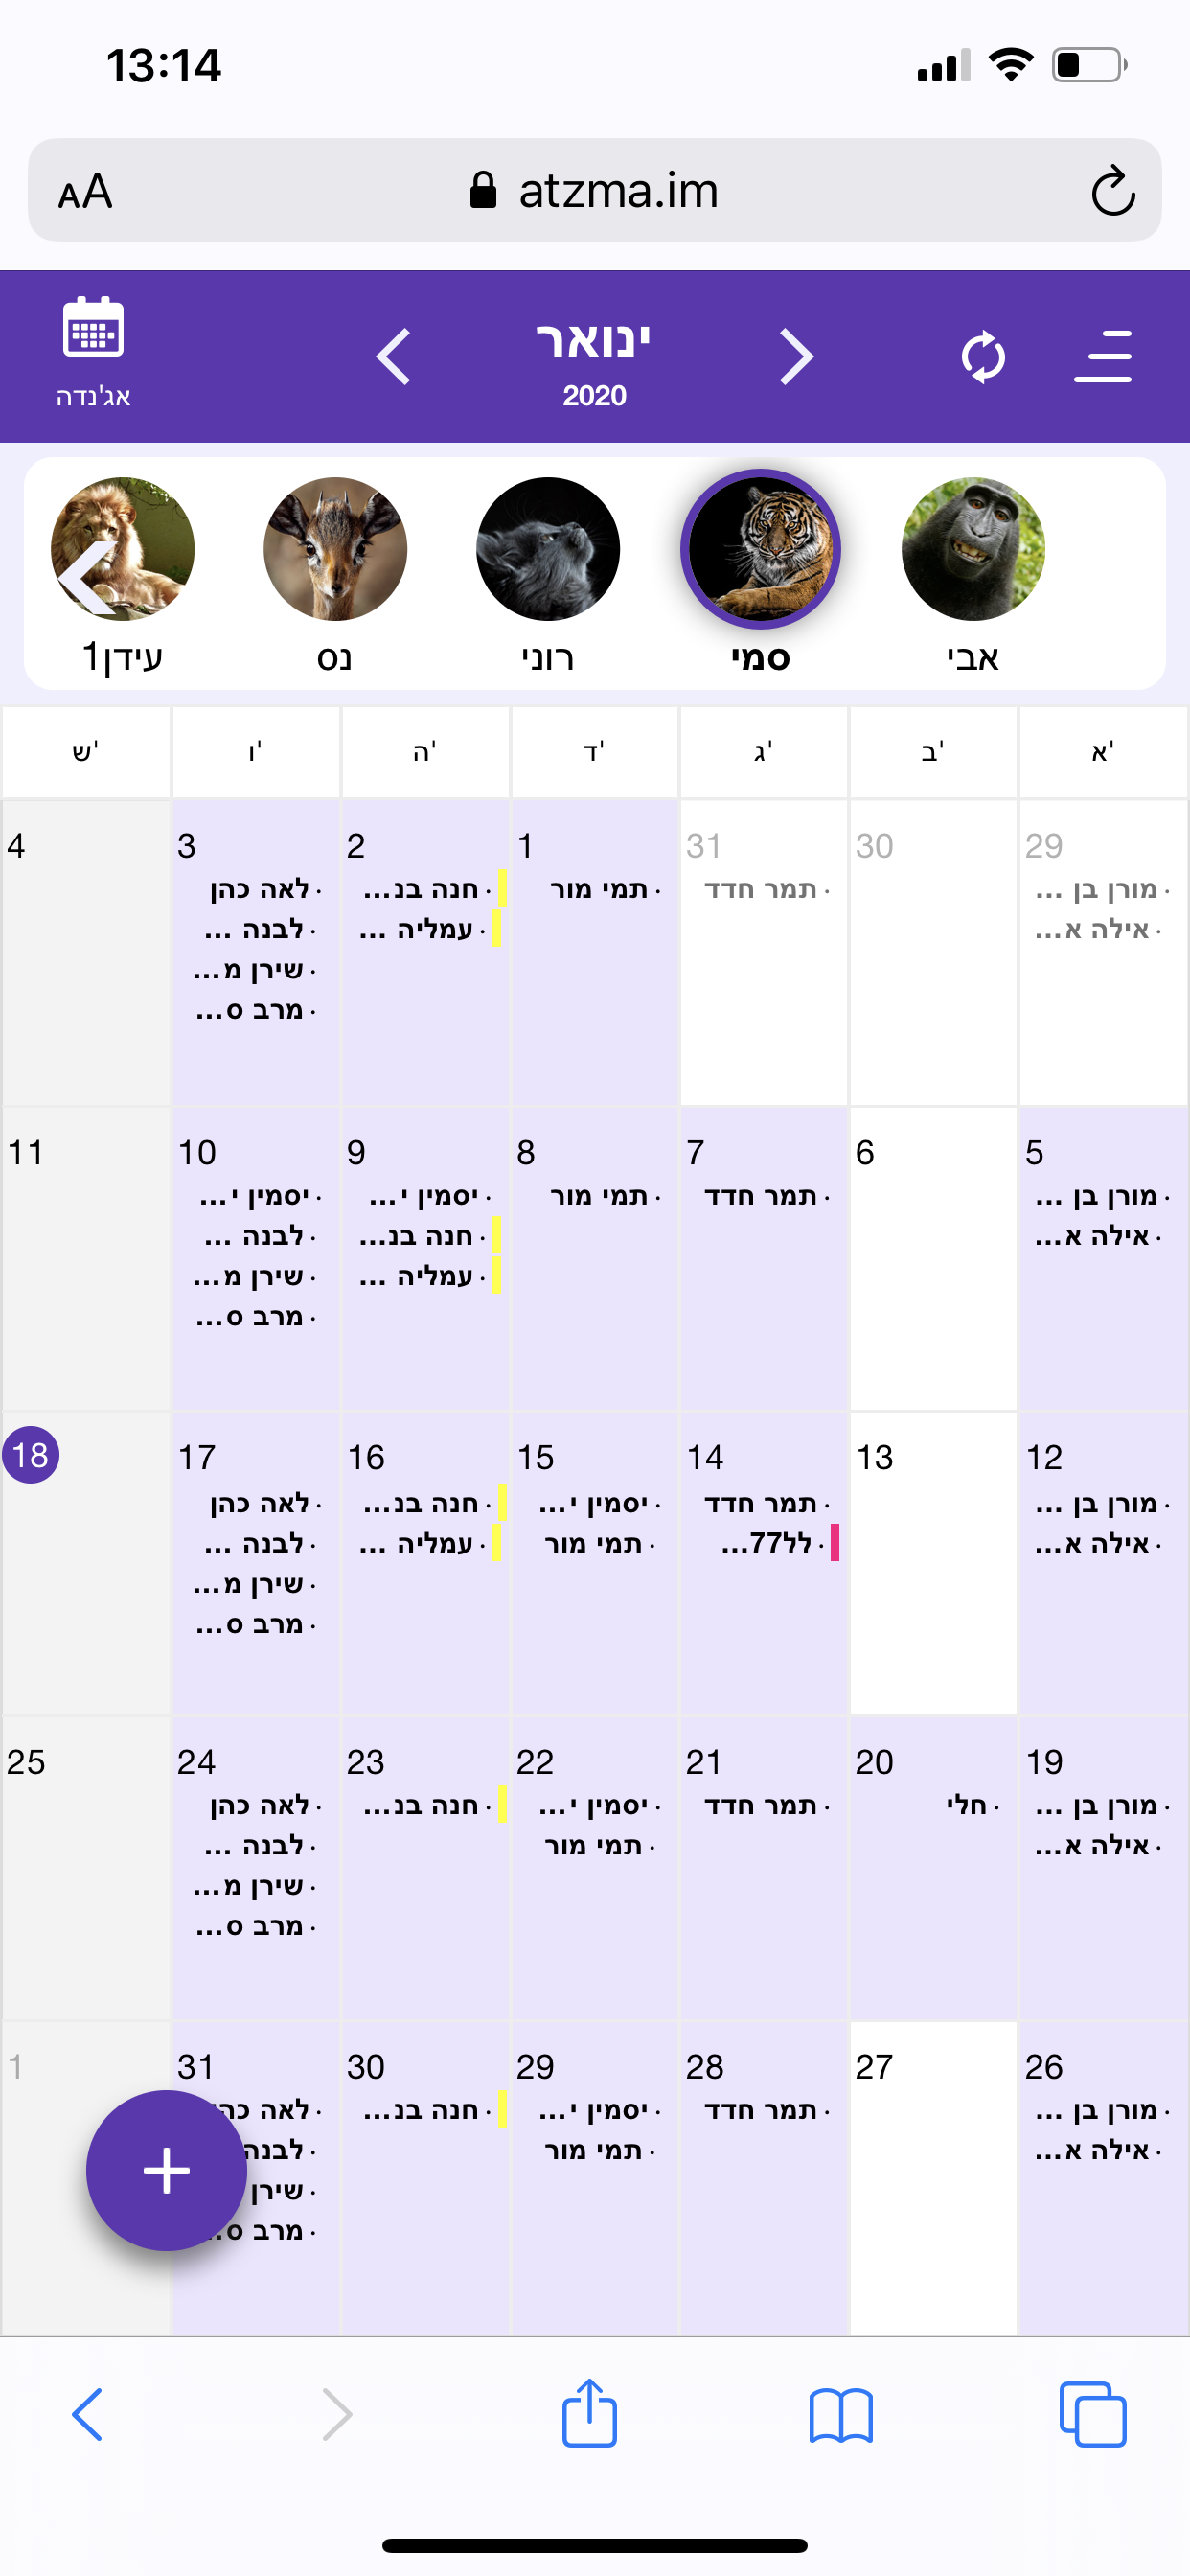 13:14
AA
atzma.im
ינואר
2020
אג'נדה
אבי
סמי
רוני
נס
עידן1
א'
ב'
ג'
ד'
ה'
ו'
ש'
29
· מורן בן ...
· אילה א...
30
31
· תמר חדד
1
· תמי מור
2
· חנה בנ...
· עמליה ...
3
· לאה כהן
· לבנה ...
· שירן מ...
· מרב ס...
4
5
· מורן בן ...
· אילה א...
6
7
· תמר חדד
8
· תמי מור
9
· יסמין י...
· חנה בנ...
· עמליה ...
10
· יסמין י...
· לבנה ...
· שירן מ...
· מרב ס...
11
12
· מורן בן ...
· אילה א...
13
14
· תמר חדד
· לל77...
15
· יסמין י...
· תמי מור
16
· חנה בנ...
· עמליה ...
17
· לאה כהן
· לבנה ...
· שירן מ...
· מרב ס...
18
19
· מורן בן ...
· אילה א...
20
· חלי
21
· תמר חדד
22
· יסמין י...
· תמי מור
23
· חנה בנ...
24
· לאה כהן
· לבנה ...
· שירן מ...
· מרב ס...
25
26
· מורן בן ...
· אילה א...
27
28
· תמר חדד
29
· יסמין י...
· תמי מור
30
· חנה בנ...
31
· לאה
· לבנה
· שירן
· מרב ס..
1